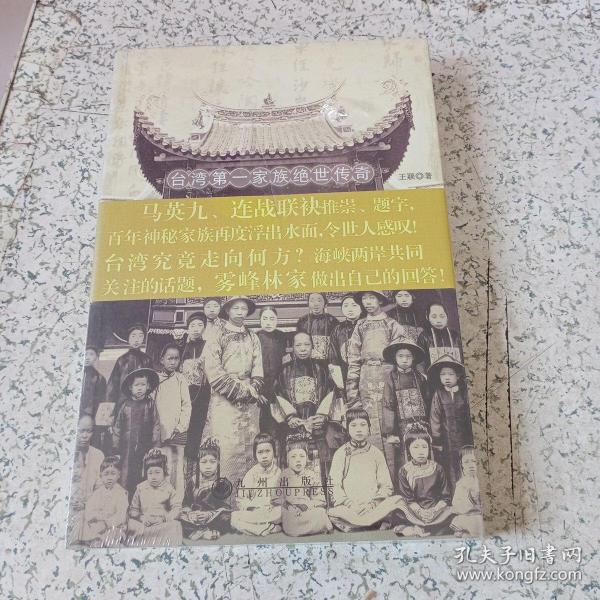 台湾第一家族绝世传奇
王联◎著
马英九、连战联袂推崇、题字,
百年神秘家族再度浮出水面,令世人感叹!
台湾究竟走向何方?海峡两岸共同
关注的话题,雾峰林家做出自己的回答!
九州出版社
JIUZHOUPRESS
孔夫子旧书网
www.kongfz.com